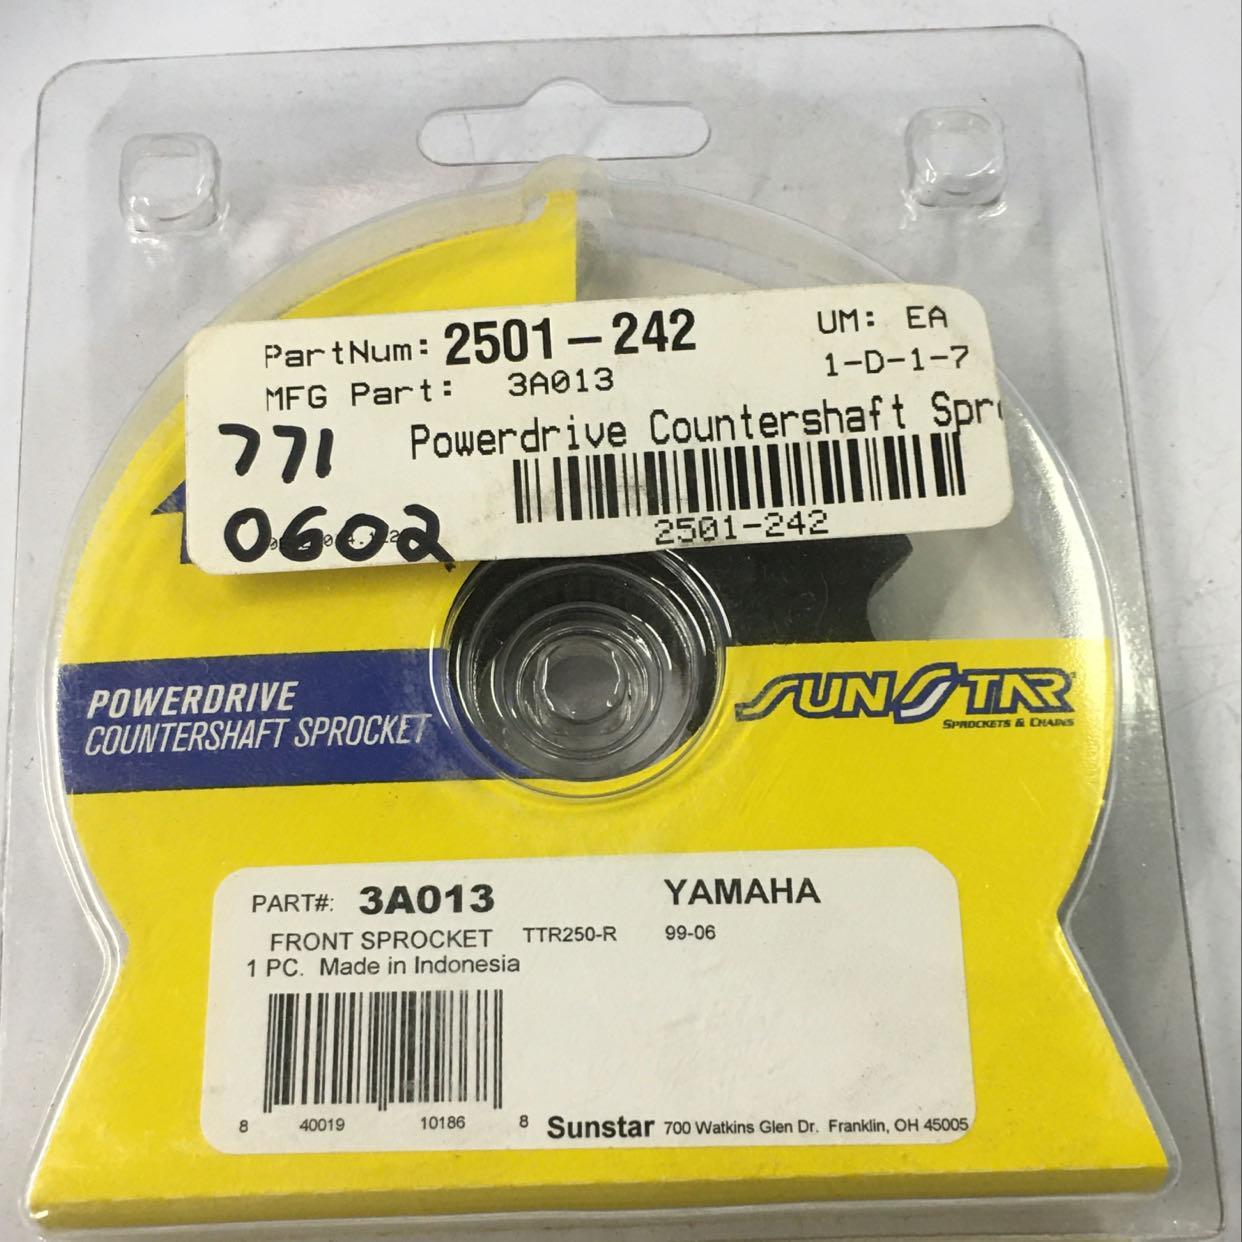 PartNum: 2501-242 UM: EA
MFG Part: 3A013 1-D-1-7
771 Powerdrive Countershaft
0602
2501-242
POWERDRIVE
COUNTERSHAFT SPROCKET
SUNSTAR
SPROCKETS & CHAINS
PART#: 3A013 YAMAHA
FRONT SPROCKET TTR250-R 99-06
1 PC. Made in Indonesia
8 40019 10186 8
Sunstar 700 Watkins Glen Dr. Franklin, OH 45005